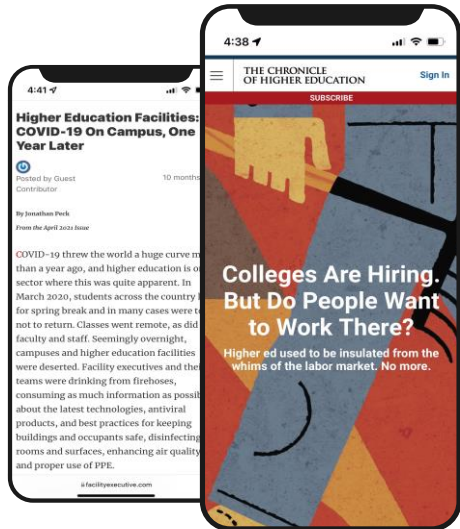 4:41
Higher Education Facilities:
COVID-19 On Campus, One
Year Later
Posted by Guest
Contributor
10 months
By Jonathan Perk
From the April 2021 Issue
COVID-19 threw the world a huge curve
than a year ago, and higher education is
sector where this was quite apparent. In
March 2020, students across the country
for spring break and in many cases were
not to return. Classes went remote, as did
faculty and staff. Seemingly overnight,
campuses and higher education facilities
were deserted. Facility executives and
teams were drinking from firehoses,
consuming as much information as
about the latest technologies, antiviral
products, and best practices for keeping
buildings and occupants safe, disinfecting
rooms and surfaces, enhancing air quality
and proper use of PPE.
facilityexecutive.com
4:38
THE CHRONICLE
OF HIGHER EDUCATION
Sign In
SUBSCRIBE
Colleges Are Hiring.
But Do People Want
to Work There?
Higher ed used to be insulated from the
whims of the labor market. No more.